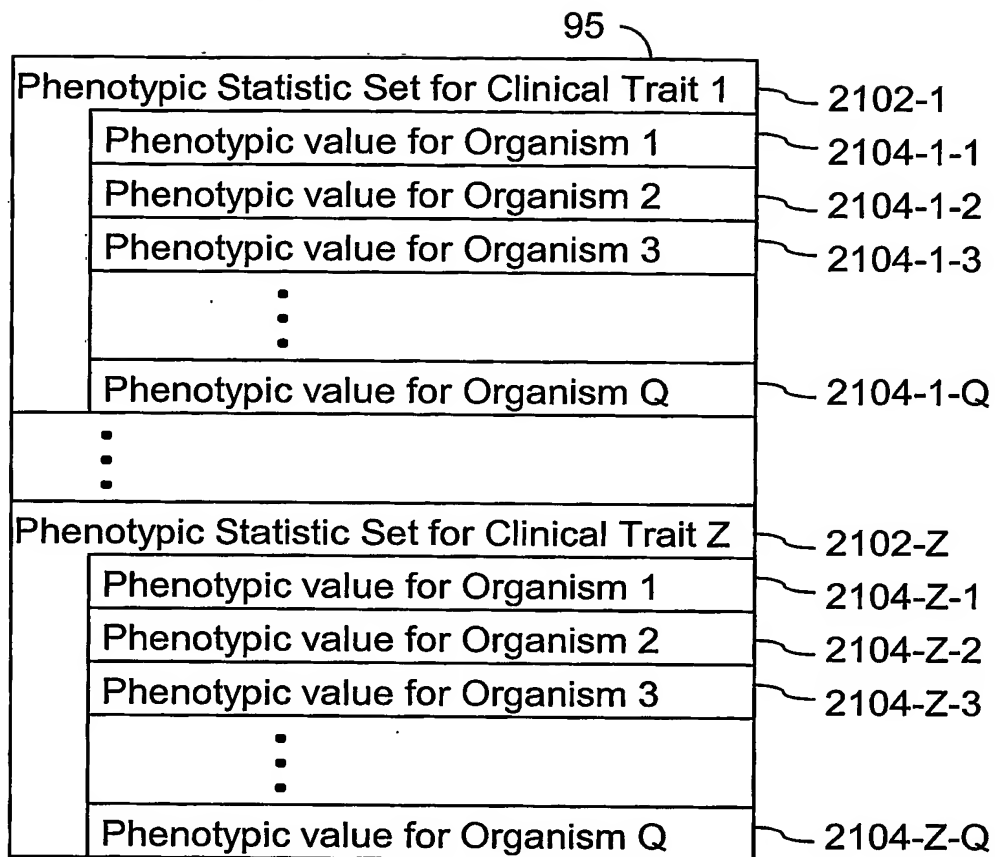 95
Phenotypic Statistic Set for Clinical Trait 1 2102-1
Phenotypic value for Organism 1 2104-1-1
Phenotypic value for Organism 2 2104-1-2
Phenotypic value for Organism 3 2104-1-3
Phenotypic value for Organism Q 2104-1-Q
Phenotypic Statistic Set for Clinical Trait Z 2102-Z
Phenotypic value for Organism 1 2104-Z-1
Phenotypic value for Organism 2 2104-Z-2
Phenotypic value for Organism 3 2104-Z-3
Phenotypic value for Organism Q 2104-Z-Q